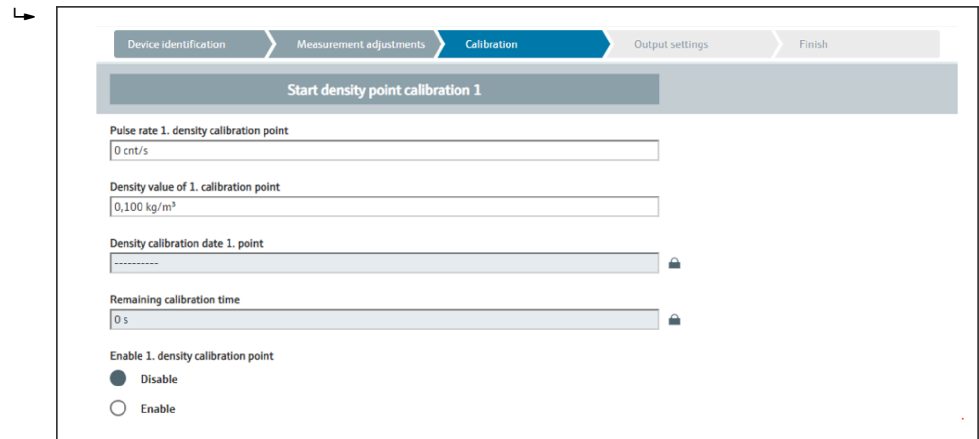 Device identification
Measurement adjustments
Calibration
Output settings
Finish
Start density point calibration 1
Pulse rate 1. density calibration point
0 cnt/s
Density value of 1. calibration point
0,100 kg/m³
Density calibration date 1. point
----------
Remaining calibration time
0 s
Enable 1. density calibration point
Disable
Enable